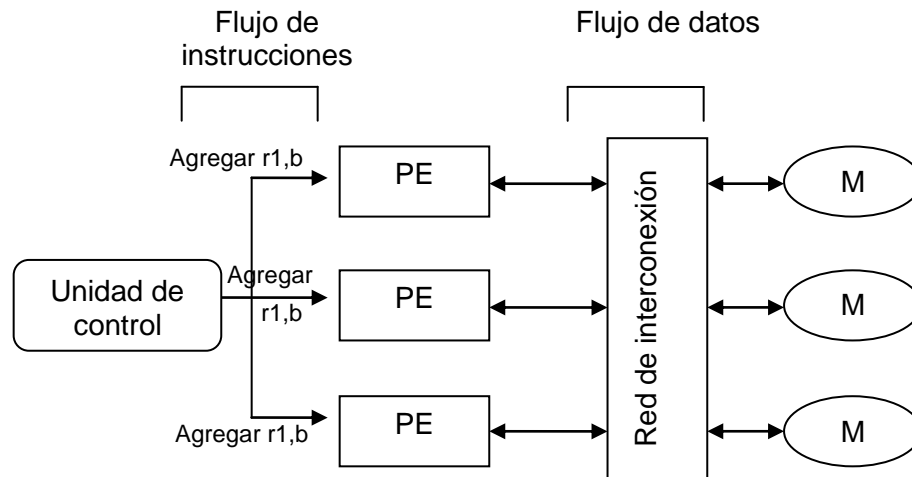 Flujo de
instrucciones
Flujo de datos
Agregar r1,b
PE
M
Unidad de
control
Agregar
r1,b
PE
Red de interconexión
M
Agregar r1,b
PE
M